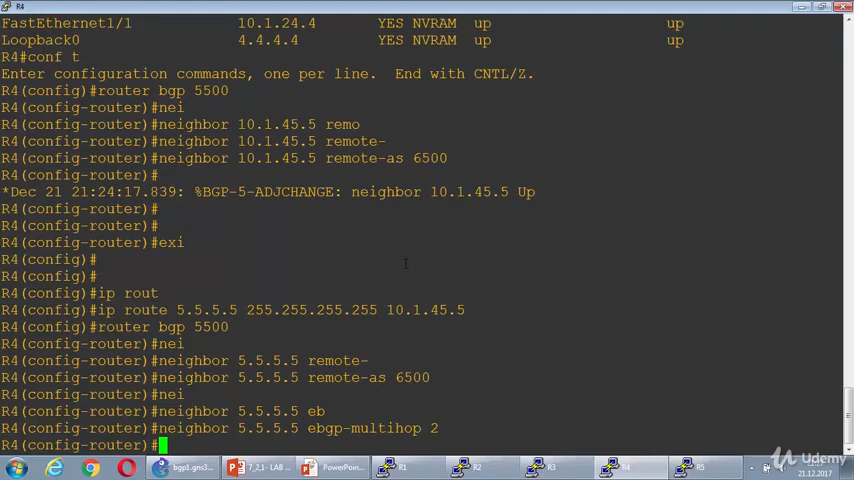 R4
FastEthernet1/1 10.1.24.4 YES NVRAM up up
Loopback0 4.4.4.4 YES NVRAM up up
R4#conf t
Enter configuration commands, one per line. End with CNTL/Z.
R4(config)#router bgp 5500
R4(config-router)#nei
R4(config-router)#neighbor 10.1.45.5 remo
R4(config-router)#neighbor 10.1.45.5 remote-
R4(config-router)#neighbor 10.1.45.5 remote-as 6500
R4(config-router)#
*Dec 21 21:24:17.839: %BGP-5-ADJCHANGE: neighbor 10.1.45.5 Up
R4(config-router)#
R4(config-router)#
R4(config-router)#exi
R4(config)#
R4(config)#
R4(config)#ip rout
R4(config)#ip route 5.5.5.5 255.255.255.255 10.1.45.5
R4(config)#router bgp 5500
R4(config-router)#nei
R4(config-router)#neighbor 5.5.5.5 remote-
R4(config-router)#neighbor 5.5.5.5 remote-as 6500
R4(config-router)#nei
R4(config-router)#neighbor 5.5.5.5 eb
R4(config-router)#neighbor 5.5.5.5 ebgp-multihop 2
R4(config-router)#
bgp1.gns3... 7_2_1- LAB ... PowerPoin... R1 R2 R3 R4 R5
Udemy
21.12.2017